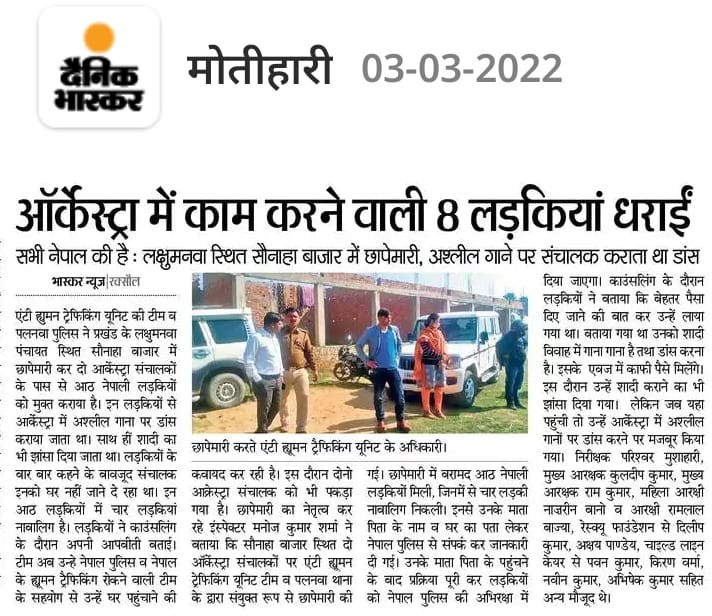 दैनिक
भास्कर
मोतीहारी 03-03-2022
ऑर्केस्ट्रा में काम करने वाली 8 लड़कियां धराईं
सभी नेपाल की है : लक्षुमनवा स्थित सौनाहा बाजार में छापेमारी, अश्लील गाने पर संचालक कराता था डांस
भास्कर न्यूज|रक्सौल
एंटी ह्युमन ट्रेफिकिंग यूनिट की टीम व
पलनवा पुलिस ने प्रखंड के लक्षुमनवा
पंचायत स्थित सौनाहा बाजार में
छापेमारी कर दो आर्केस्ट्रा संचालकों
के पास से आठ नेपाली लड़कियों
को मुक्त कराया है। इन लड़कियों से
आर्केस्ट्रा में अश्लील गाना पर डांस
कराया जाता था। साथ हीं शादी का
भी झांसा दिया जाता था। लड़कियों के
बार बार कहने के बावजूद संचालक
इनको घर नहीं जाने दे रहा था। इन
आठ लड़कियों में चार लड़कियां
नाबालिग है। लड़कियों ने काउंसलिंग
के दौरान अपनी आपवीती बताई।
टीम अब उन्हे नेपाल पुलिस व नेपाल
के ह्युमन ट्रैफिकिंग रोकने वाली टीम
के सहयोग से उन्हें घर पहुंचाने की
छापेमारी करते एंटी ह्यूमन ट्रैफिकिंग यूनिट के अधिकारी।
कवायद कर रही है। इस दौरान दोनो
आक्रेस्ट्रा संचालक को भी पकड़ा
गया है। छापेमारी का नेतृत्व कर
रहे इंस्पेक्टर मनोज कुमार शर्मा ने
बताया कि सौनाहा बाजार स्थित दो
ऑर्केस्ट्रा संचालकों पर एंटी ह्यूमन
ट्रेफिकिंग यूनिट टीम व पलनवा थाना
के द्वारा संयुक्त रूप से छापेमारी की
गई। छापेमारी में बरामद आठ नेपाली
लड़कियों मिली, जिनमें से चार लड़की
नाबालिग निकली। इनसे उनके माता
पिता के नाम व घर का पता लेकर
नेपाल पुलिस से संपर्क कर जानकारी
दी गई। उनके माता पिता के पहुंचने
के बाद प्रक्रिया पूरी कर लड़कियों
को नेपाल पुलिस की अभिरक्षा में
दिया जाएगा। काउंसलिंग के दौरान
लड़कियों ने बताया कि बेहतर पैसा
दिए जाने की बात कर उन्हें लाया
गया था। बताया गया था उनको शादी
विवाह में गाना गाना है तथा डांस करना
है। इसके एवज में काफी पैसे मिलेंगे।
इस दौरान उन्हें शादी कराने का भी
झांसा दिया गया। लेकिन जब यहा
पहुंची तो उन्हें आर्केस्ट्रा में अश्लील
गानों पर डांस करने पर मजबूर किया
गया। निरीक्षक परिश्वर मुशाहारी,
मुख्य आरक्षक कुलदीप कुमार, मुख्य
आरक्षक राम कुमार, महिला आरक्षी
नाजरीन बानो व आरक्षी रामलाल
बाज्या, रेस्क्यू फाउंडेशन से दिलीप
कुमार, अक्षय पाण्डेय, चाइल्ड लाइन
केयर से पवन कुमार, किरण वर्मा,
नवीन कुमार, अभिषेक कुमार सहित
अन्य मौजूद थे।